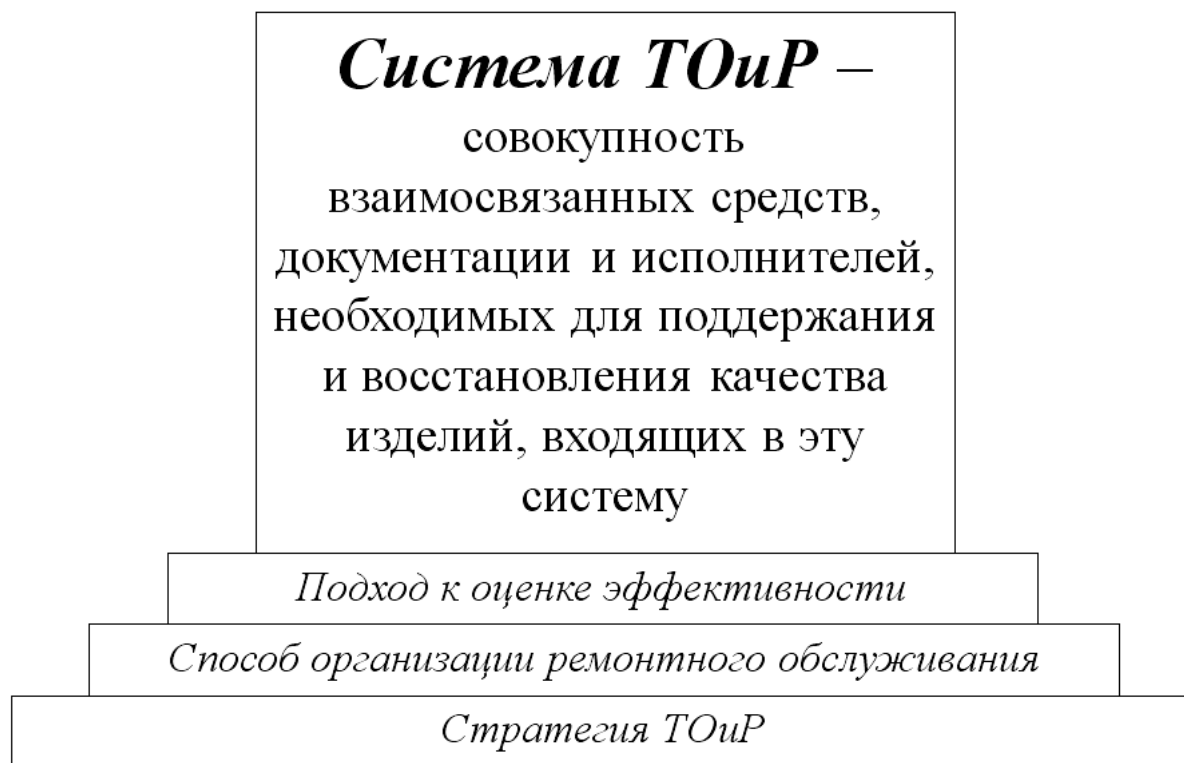 Система ТОиР –
совокупность
взаимосвязанных средств,
документации и исполнителей,
необходимых для поддержания
и восстановления качества
изделий, входящих в эту
систему
Подход к оценке эффективности
Способ организации ремонтного обслуживания
Стратегия ТОиР